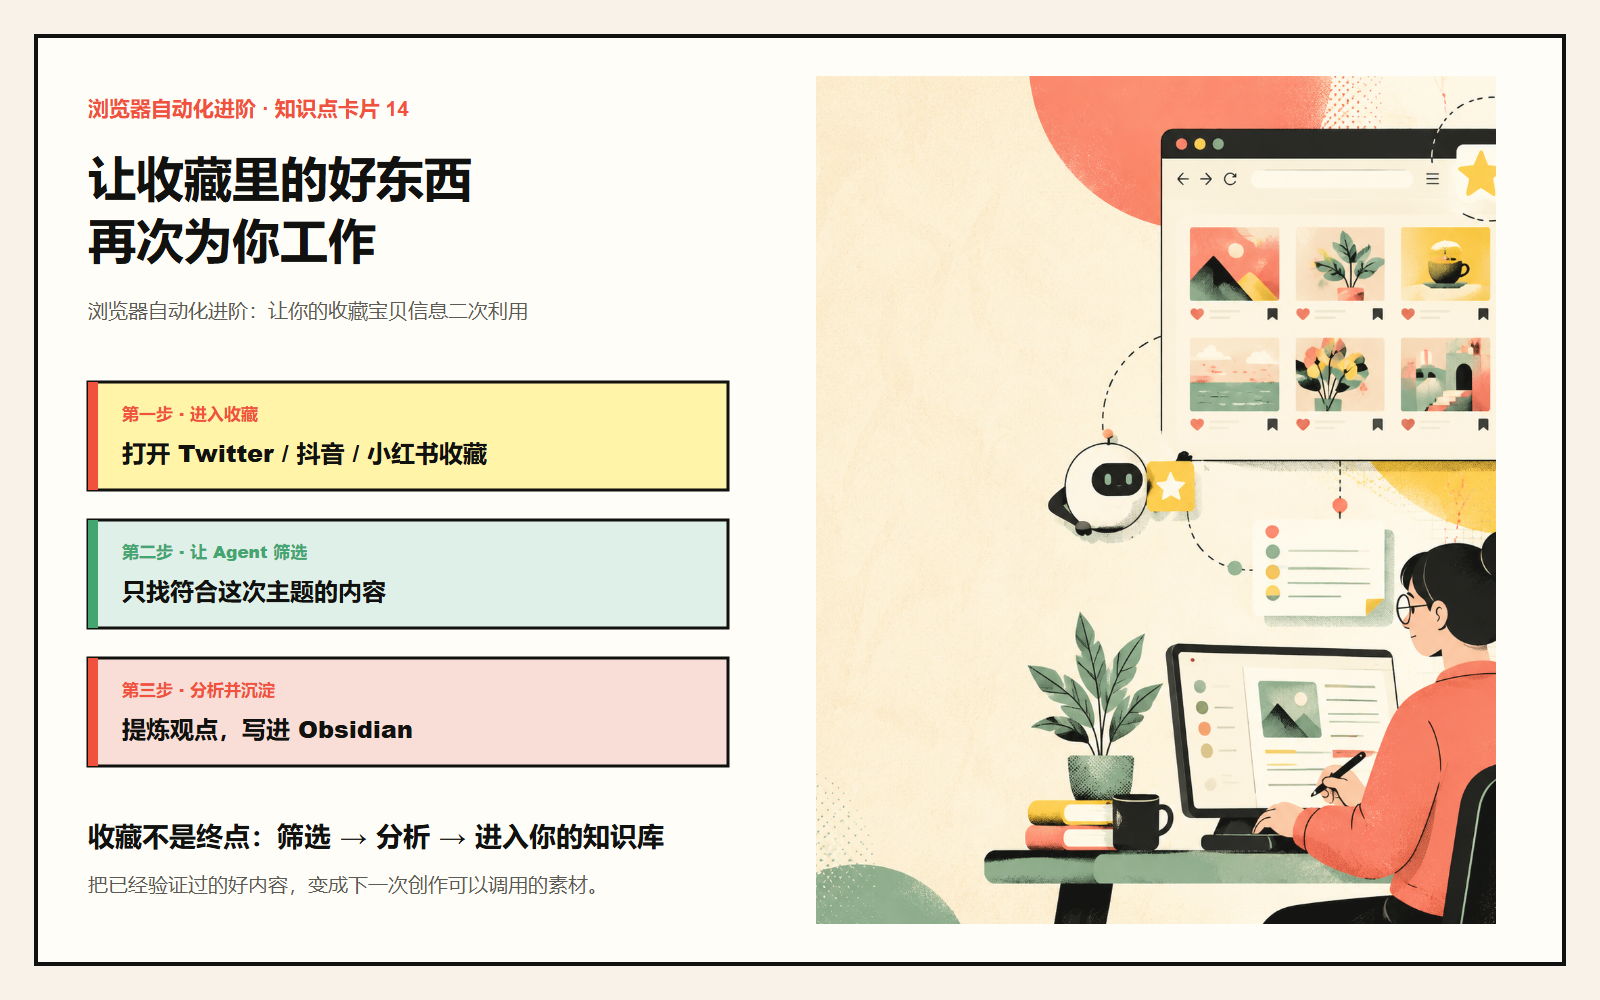 浏览器自动化进阶 · 知识点卡片 14
让收藏里的好东西
再次为你工作
浏览器自动化进阶：让你的收藏宝贝信息二次利用
第一步 · 进入收藏
打开 Twitter / 抖音 / 小红书收藏
第二步 · 让 Agent 筛选
只找符合这次主题的内容
第三步 · 分析并沉淀
提炼观点，写进 Obsidian
收藏不是终点：筛选 → 分析 → 进入你的知识库
把已经验证过的好内容，变成下一次创作可以调用的素材。